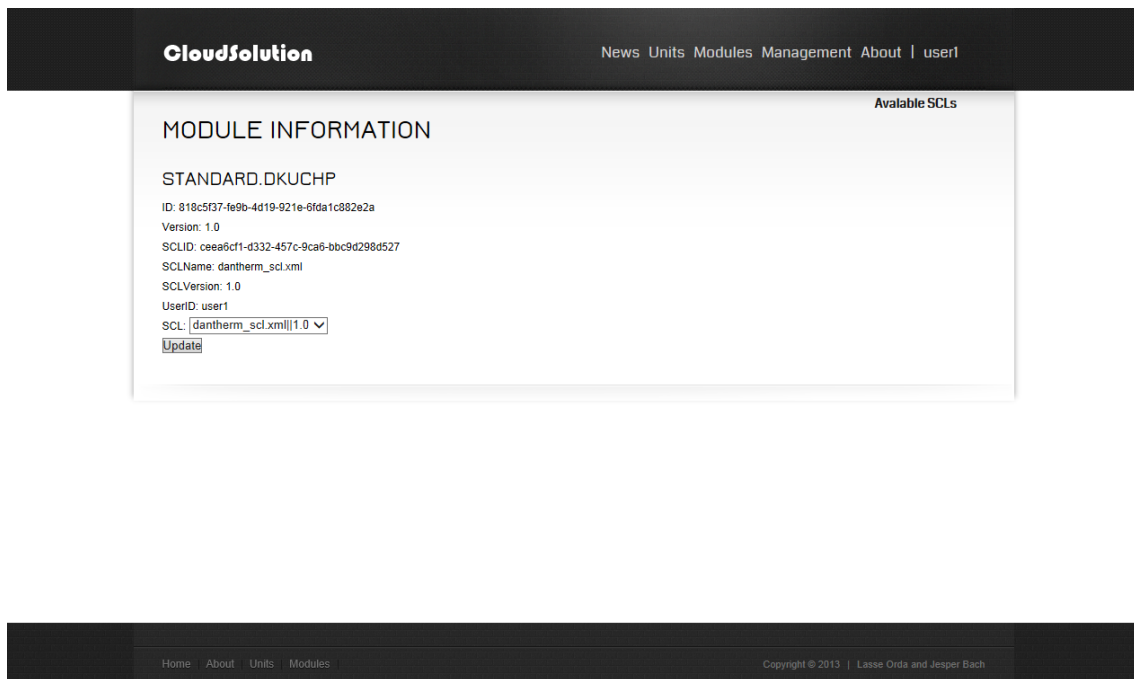 CloudSolution
News Units Modules Management About | user1
Avalable SCLs
MODULE INFORMATION
STANDARD.DKUCHP
ID: 818c5f37-fe9b-4d19-921e-6fda1c882e2a
Version: 1.0
SCLID: ceea6cf1-d332-457c-9ca6-bbc9d298d527
SCLName: dantherm_scl.xml
SCLVersion: 1.0
UserID: user1
SCL: dantherm_scl.xml||1.0
Update
Home | About | Units | Modules |
Copyright © 2013 | Lasse Orda and Jesper Bach